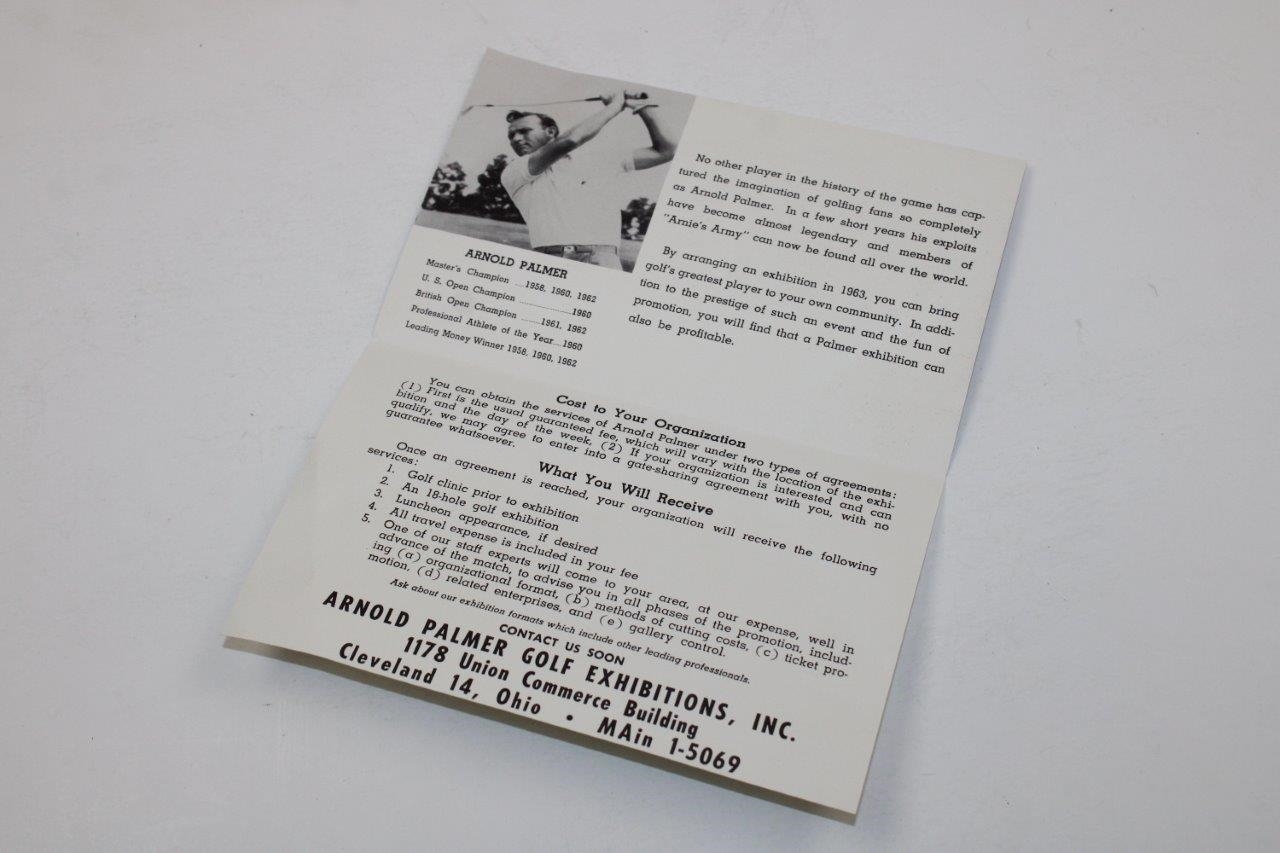 ARNOLD PALMER
Master's Champion ....1958, 1960, 1962
U. S. Open Champion ....................1960
British Open Champion ........1961, 1962
Professional Athlete of the Year....1960
Leading Money Winner 1958, 1960, 1962
No other player in the history of the game has cap-
tured the imagination of golfing fans so completely
as Arnold Palmer. In a few short years his exploits
have become almost legendary and members of
"Arnie's Army" can now be found all over the world.
By arranging an exhibition in 1963, you can bring
golf's greatest player to your own community. In addi-
tion to the prestige of such an event and the fun of
promotion, you will find that a Palmer exhibition can
also be profitable.
Cost to Your Organization
You can obtain the services of Arnold Palmer under two types of agreements:
(1) First is the usual guaranteed fee, which will vary with the location of the exhi-
bition and the day of the week, (2) If your organization is interested and can
qualify, we may agree to enter into a gate-sharing agreement with you, with no
guarantee whatsoever.
What You Will Receive
Once an agreement is reached, your organization will receive the following
services:
1. Golf clinic prior to exhibition
2. An 18-hole golf exhibition
3. Luncheon appearance, if desired
4. All travel expense is included in your fee
5. One of our staff experts will come to your area, at our expense, well in
advance of the match, to advise you in all phases of the promotion, includ-
ing (a) organizational format, (b) methods of cutting costs, (c) ticket pro-
motion, (d) related enterprises, and (e) gallery control.
Ask about our exhibition formats which include other leading professionals.
CONTACT US SOON
ARNOLD PALMER GOLF EXHIBITIONS, INC.
1178 Union Commerce Building
Cleveland 14, Ohio • MAin 1-5069